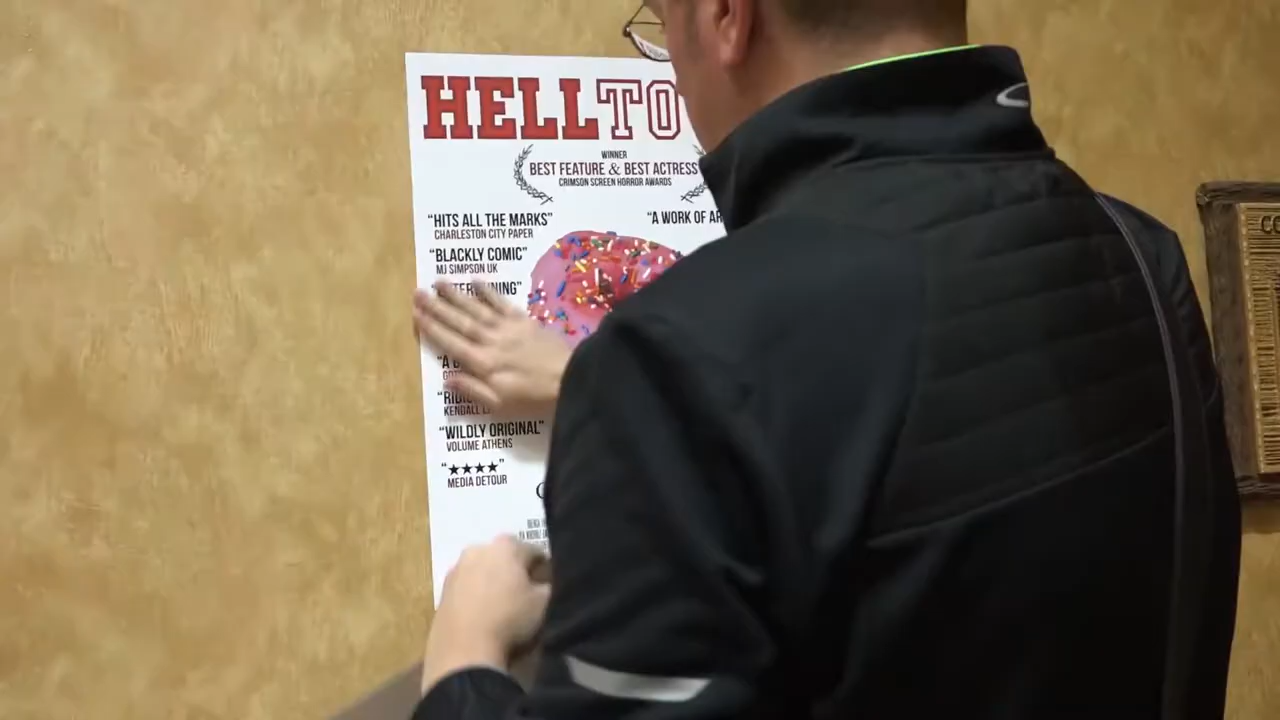 HELLTO
WINNER
BEST FEATURE & BEST ACTRESS
CRIMSON SCREEN HORROR AWARDS
"HITS ALL THE MARKS"
CHARLESTON CITY PAPER
"A WORK OF AR
"BLACKLY COMIC"
MJ SIMPSON UK
"A
KENDALL
"WILDLY ORIGINAL"
VOLUME ATHENS
"★★★★"
MEDIA DETOUR